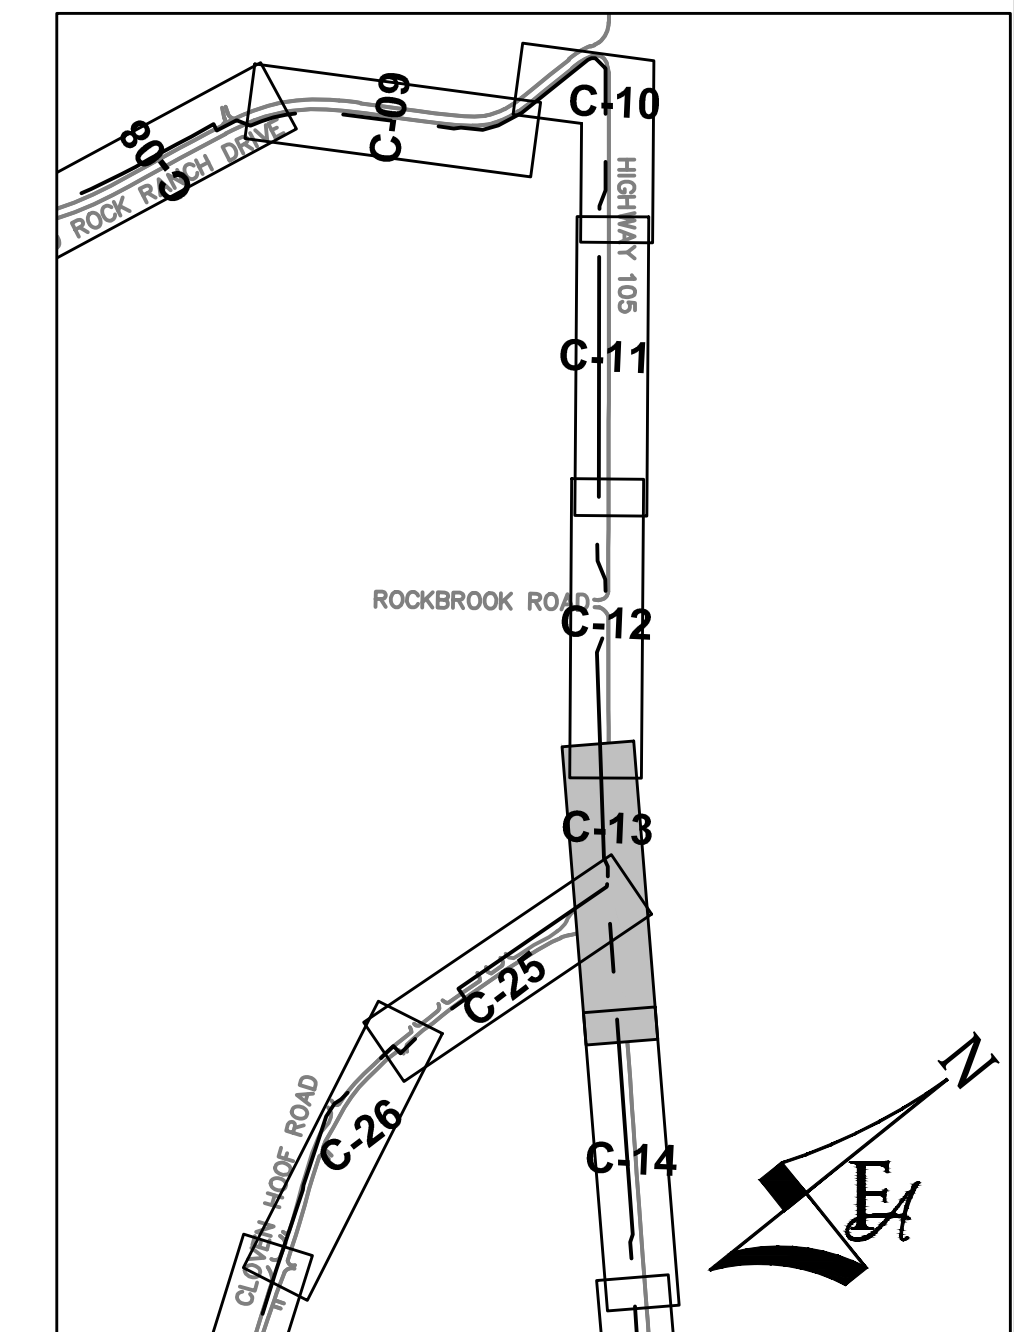 C-10
C-09
C-08
ROCK RANCH DRIVE
HIGHWAY 105
C-11
ROCKBROOK ROAD
C-12
C-13
C-25
C-26
CLOVEN HOOF ROAD
C-14
N
EA